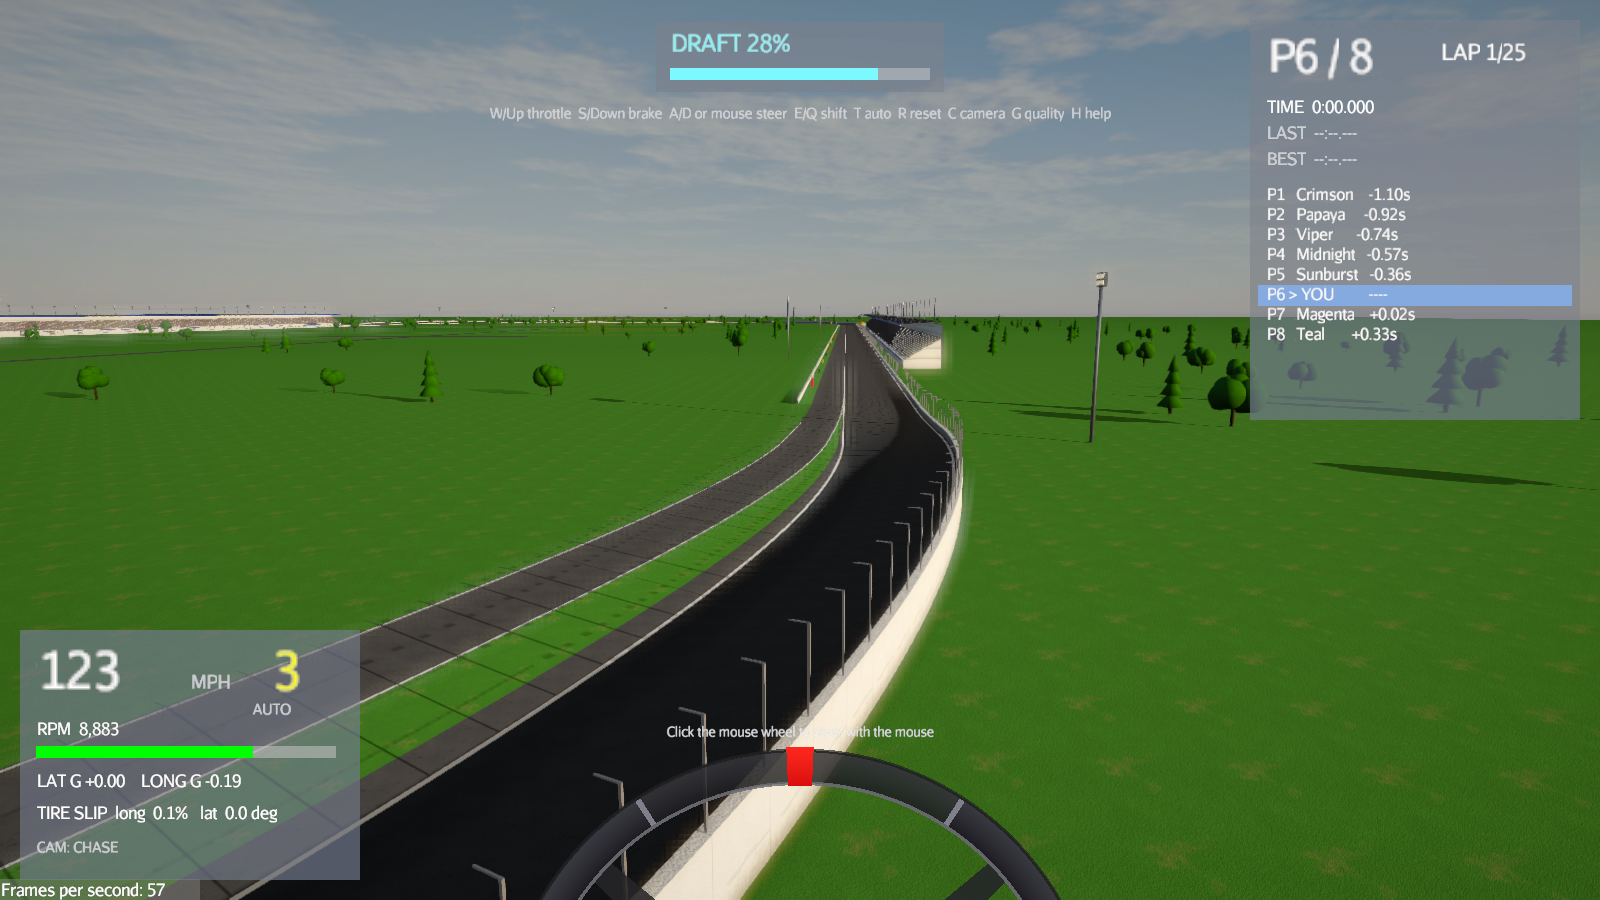 DRAFT 28%
W/Up throttle S/Down brake A/D or mouse steer E/Q shift T auto R reset C camera G quality H help
P6 / 8 LAP 1/25
TIME 0:00.000
LAST --:--.---
BEST --:--.---
P1 Crimson -1.10s
P2 Papaya -0.92s
P3 Viper -0.74s
P4 Midnight -0.57s
P5 Sunburst -0.36s
P6 > YOU ----
P7 Magenta +0.02s
P8 Teal +0.33s
123 MPH 3
AUTO
RPM 8,883
LAT G +0.00 LONG G -0.19
TIRE SLIP long 0.1% lat 0.0 deg
CAM: CHASE
Click the mouse wheel with the mouse
Frames per second: 57